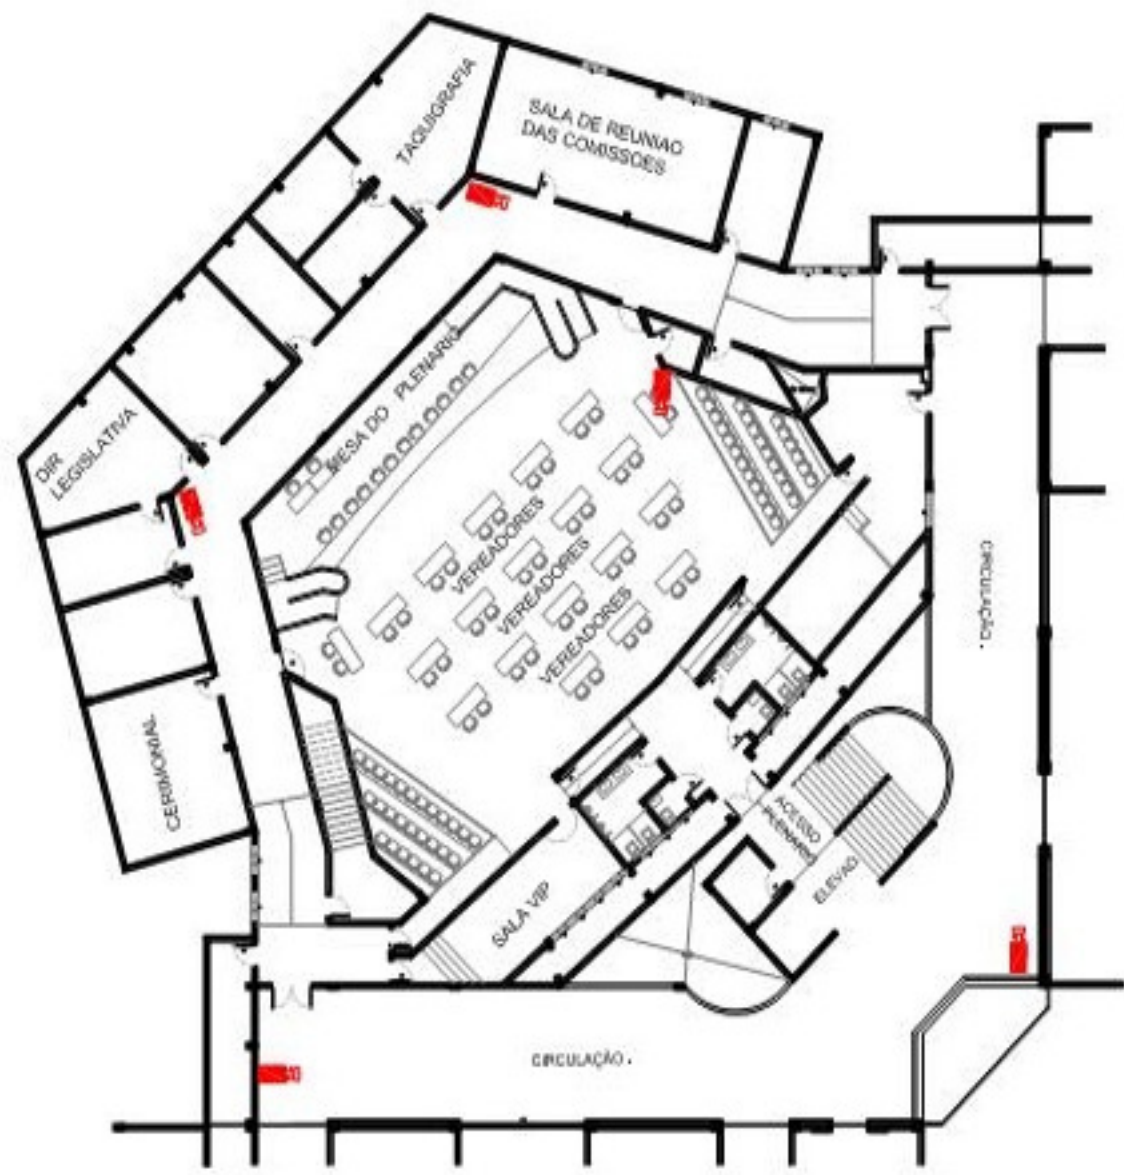 TAQUIGRAFIA
SALA DE REUNIAO
DAS COMISSOES
MESA DO PLENARIO
DIR
LEGISLATIVA
VEREADORES
VEREADORES
VEREADORES
CIRCULAÇÃO.
CERIMONIAL
ACESSO
PLENARIO
ELEVAD.
SALA VIP
CIRCULAÇÃO.